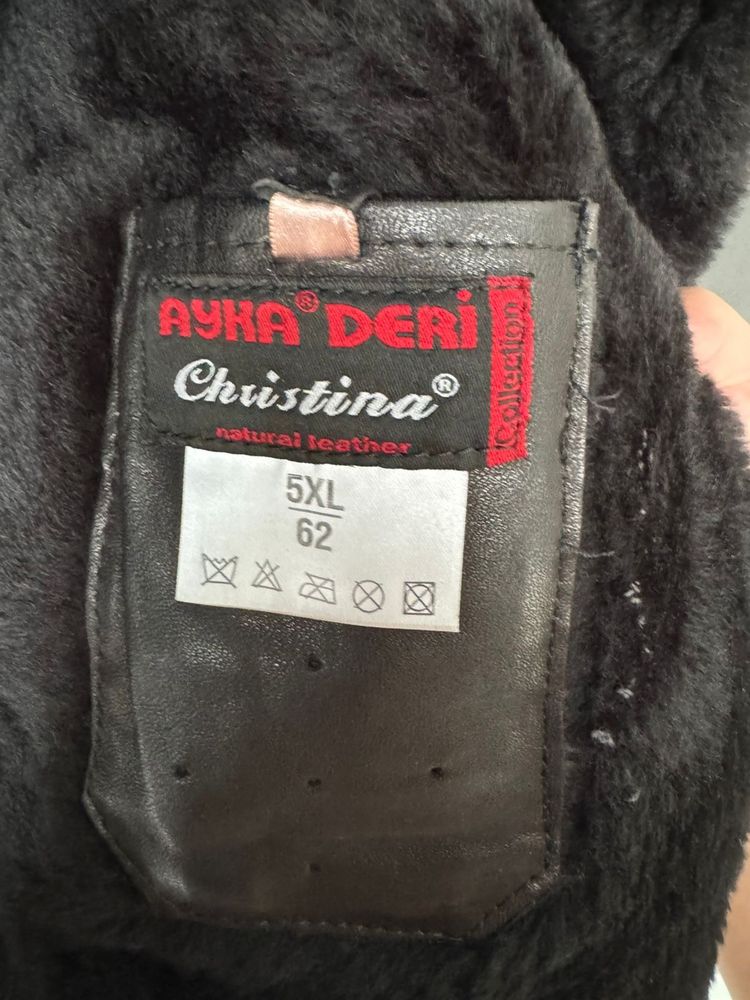 AYKA® DERİ
Christina®
natural leather
Collection
5XL
62